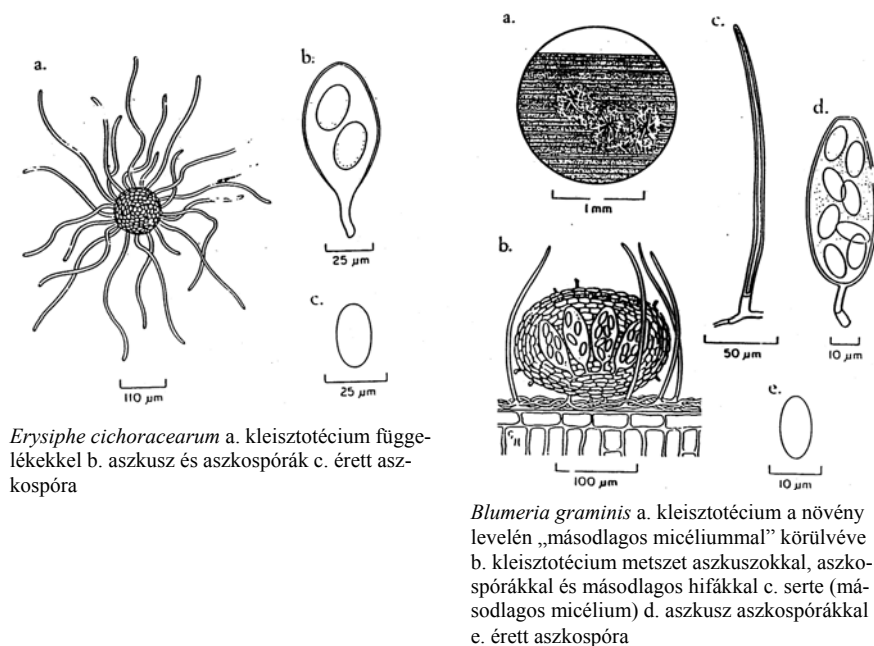 a.
b.
25 µm
c.
25 µm
110 µm
Erysiphe cichoracearum a. kleisztotécium függe-
lékekkel b. aszkusz és aszkospórák c. érett asz-
kospóra
a.
1 mm
b.
100 µm
c.
50 µm
d.
10 µm
e.
10 µm
Blumeria graminis a. kleisztotécium a növény
levelén „másodlagos micéliummal” körülvéve
b. kleisztotécium metszet aszkuszokkal, aszko-
spórákkal és másodlagos hifákkal c. serte (má-
sodlagos micélium) d. aszkusz aszkospórákkal
e. érett aszkospóra